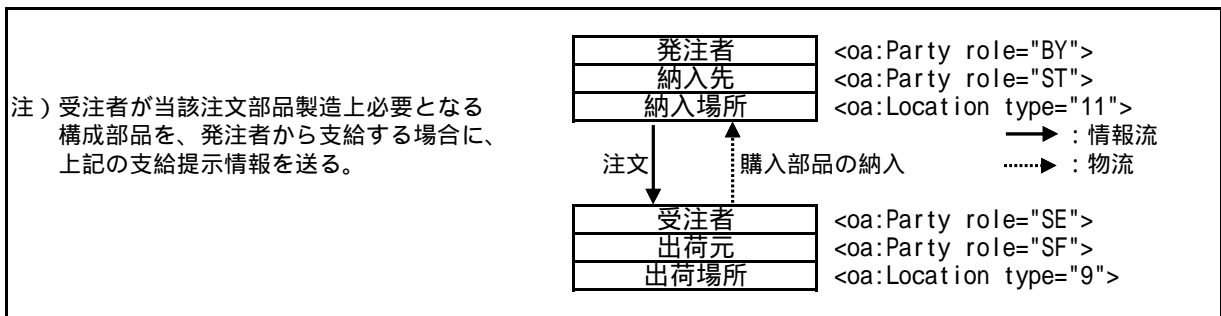 発注者 <oa:Party role="BY">
納入先 <oa:Party role="ST">
納入場所 <oa:Location type="11">
注）受注者が当該注文部品製造上必要となる
構成部品を、発注者から支給する場合に、
上記の支給提示情報を送る。
：情報流
注文 購入部品の納入 ：物流
受注者 <oa:Party role="SE">
出荷元 <oa:Party role="SF">
出荷場所 <oa:Location type="9">